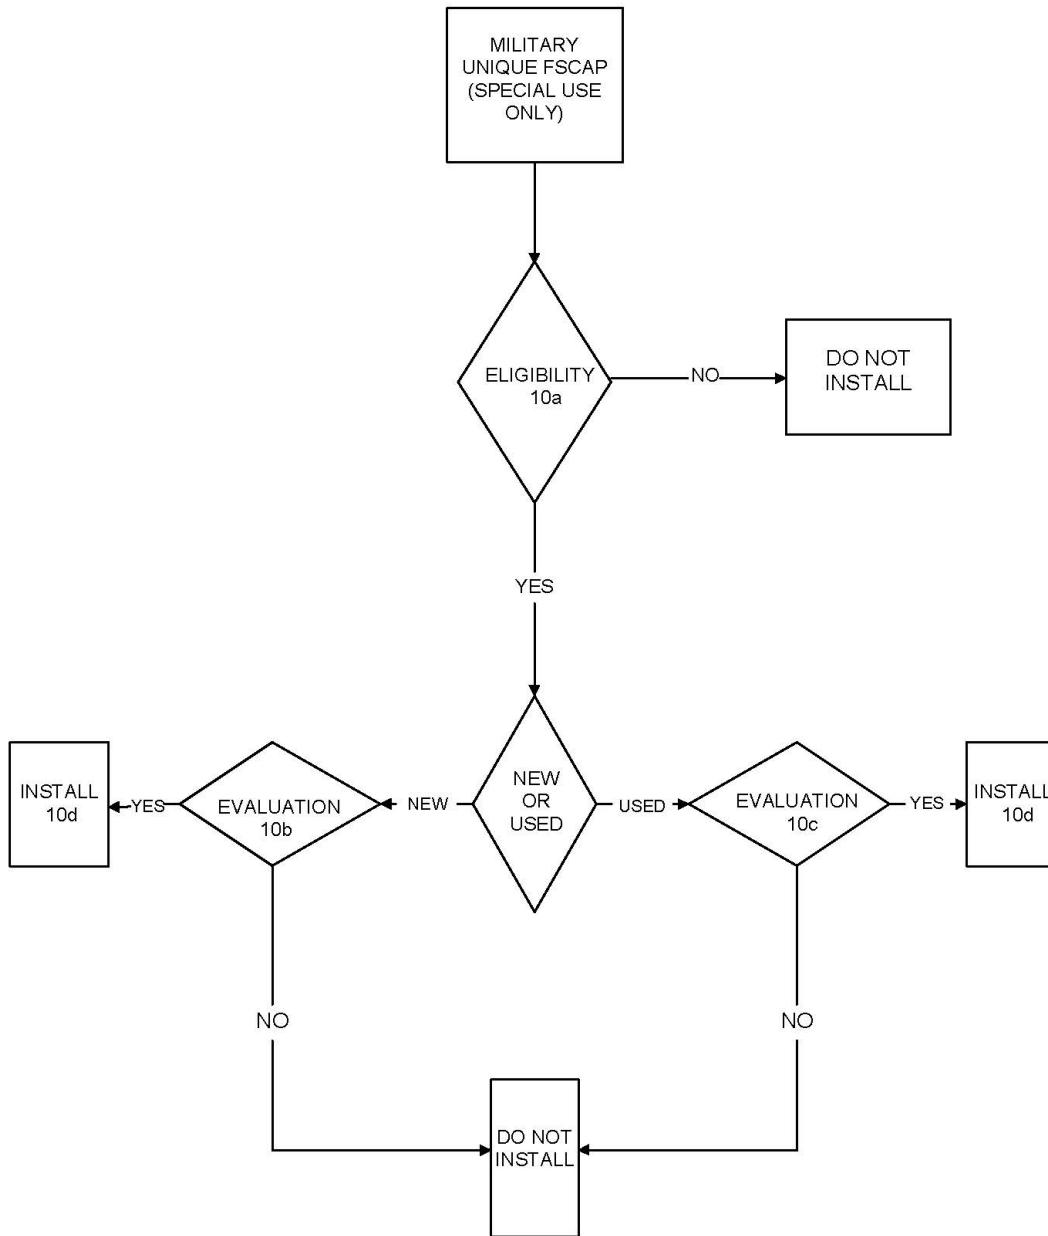 MILITARY
UNIQUE FSCAP
(SPECIAL USE
ONLY)
ELIGIBILITY
10a
NO
DO NOT
INSTALL
YES
INSTALL
10d
YES
EVALUATION
10b
NEW
NEW
OR
USED
USED
EVALUATION
10c
YES
INSTALL
10d
NO
NO
DO NOT
INSTALL